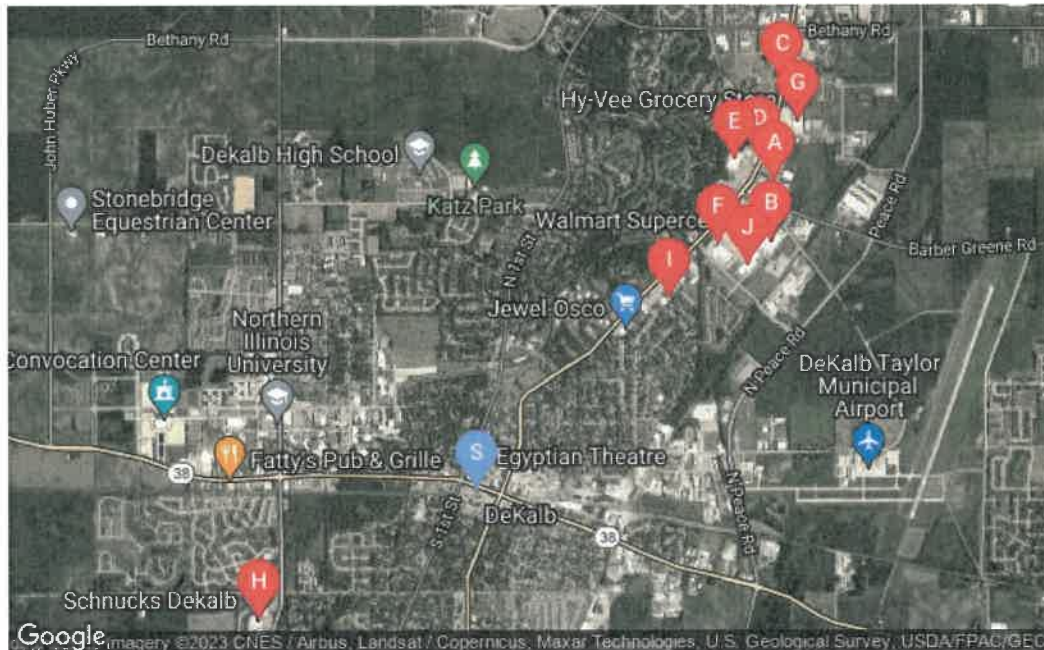 Bethany Rd
Bethany Rd
John Huber Pkwy
C
G
Hy-Vee Grocery Store
E
D
A
Dekalb High School
Katz Park
Peace Rd
Stonebridge
Equestrian Center
N 1st St
Walmart Superce
F
B
J
Barber Greene Rd
I
Jewel-Osco
Northern
Illinois
University
Convocation Center
N Peace Rd
DeKalb Taylor
Municipal
Airport
38
Fatty's Pub & Grille
S
Egyptian Theatre
N Peace Rd
S 1st St
DeKalb
38
H
Schnucks Dekalb
Google
Imagery ©2023 CNES / Airbus, Landsat / Copernicus, Maxar Technologies, U.S. Geological Survey, USDA/FPAC/GEO